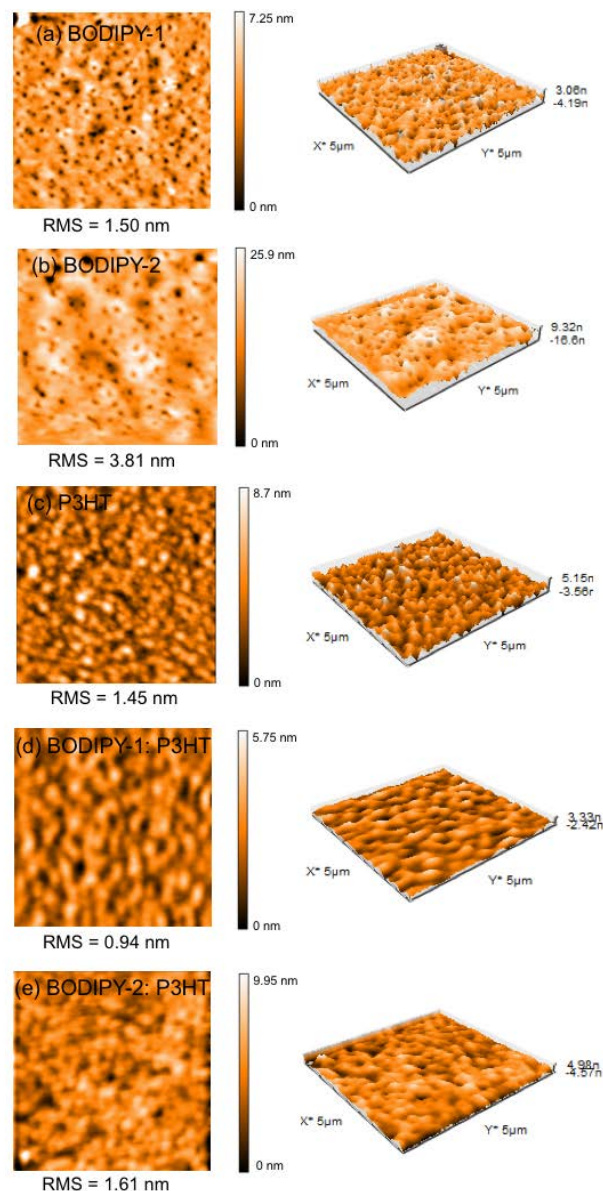 (a) BODIPY-1
7.25 nm
0 nm
RMS = 1.50 nm
3.06n
-4.19n
X* 5µm
Y* 5µm
(b) BODIPY-2
25.9 nm
0 nm
RMS = 3.81 nm
9.32n
-16.6n
X* 5µm
Y* 5µm
(c) P3HT
8.7 nm
0 nm
RMS = 1.45 nm
5.15n
-3.56n
X* 5µm
Y* 5µm
(d) BODIPY-1: P3HT
5.75 nm
0 nm
RMS = 0.94 nm
3.33n
-2.42n
X* 5µm
Y* 5µm
(e) BODIPY-2: P3HT
9.95 nm
0 nm
RMS = 1.61 nm
4.98n
-4.57n
X* 5µm
Y* 5µm